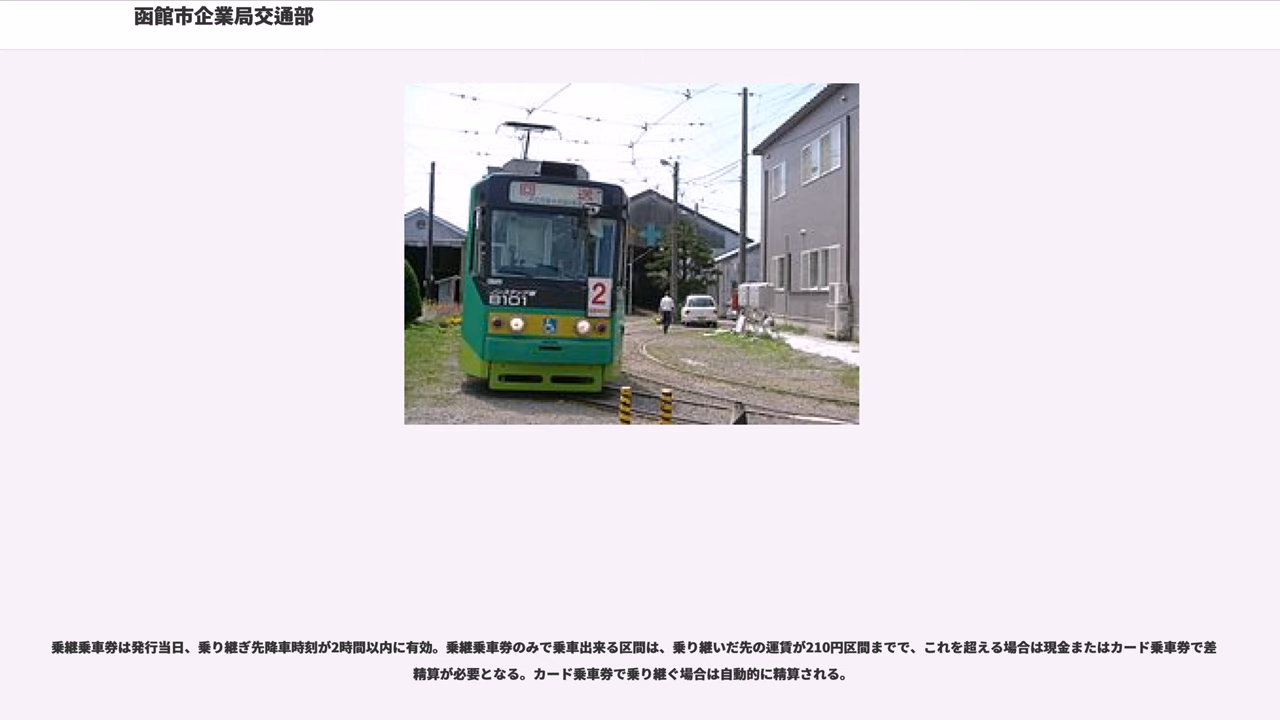 函館市企業局交通部
回送
8101
2
乗継乗車券は発行当日、乗り継ぎ先降車時刻が2時間以内に有効。乗継乗車券のみで乗車出来る区間は、乗り継いだ先の運賃が210円区間までで、これを超える場合は現金またはカード乗車券で差
精算が必要となる。カード乗車券で乗り継ぐ場合は自動的に精算される。